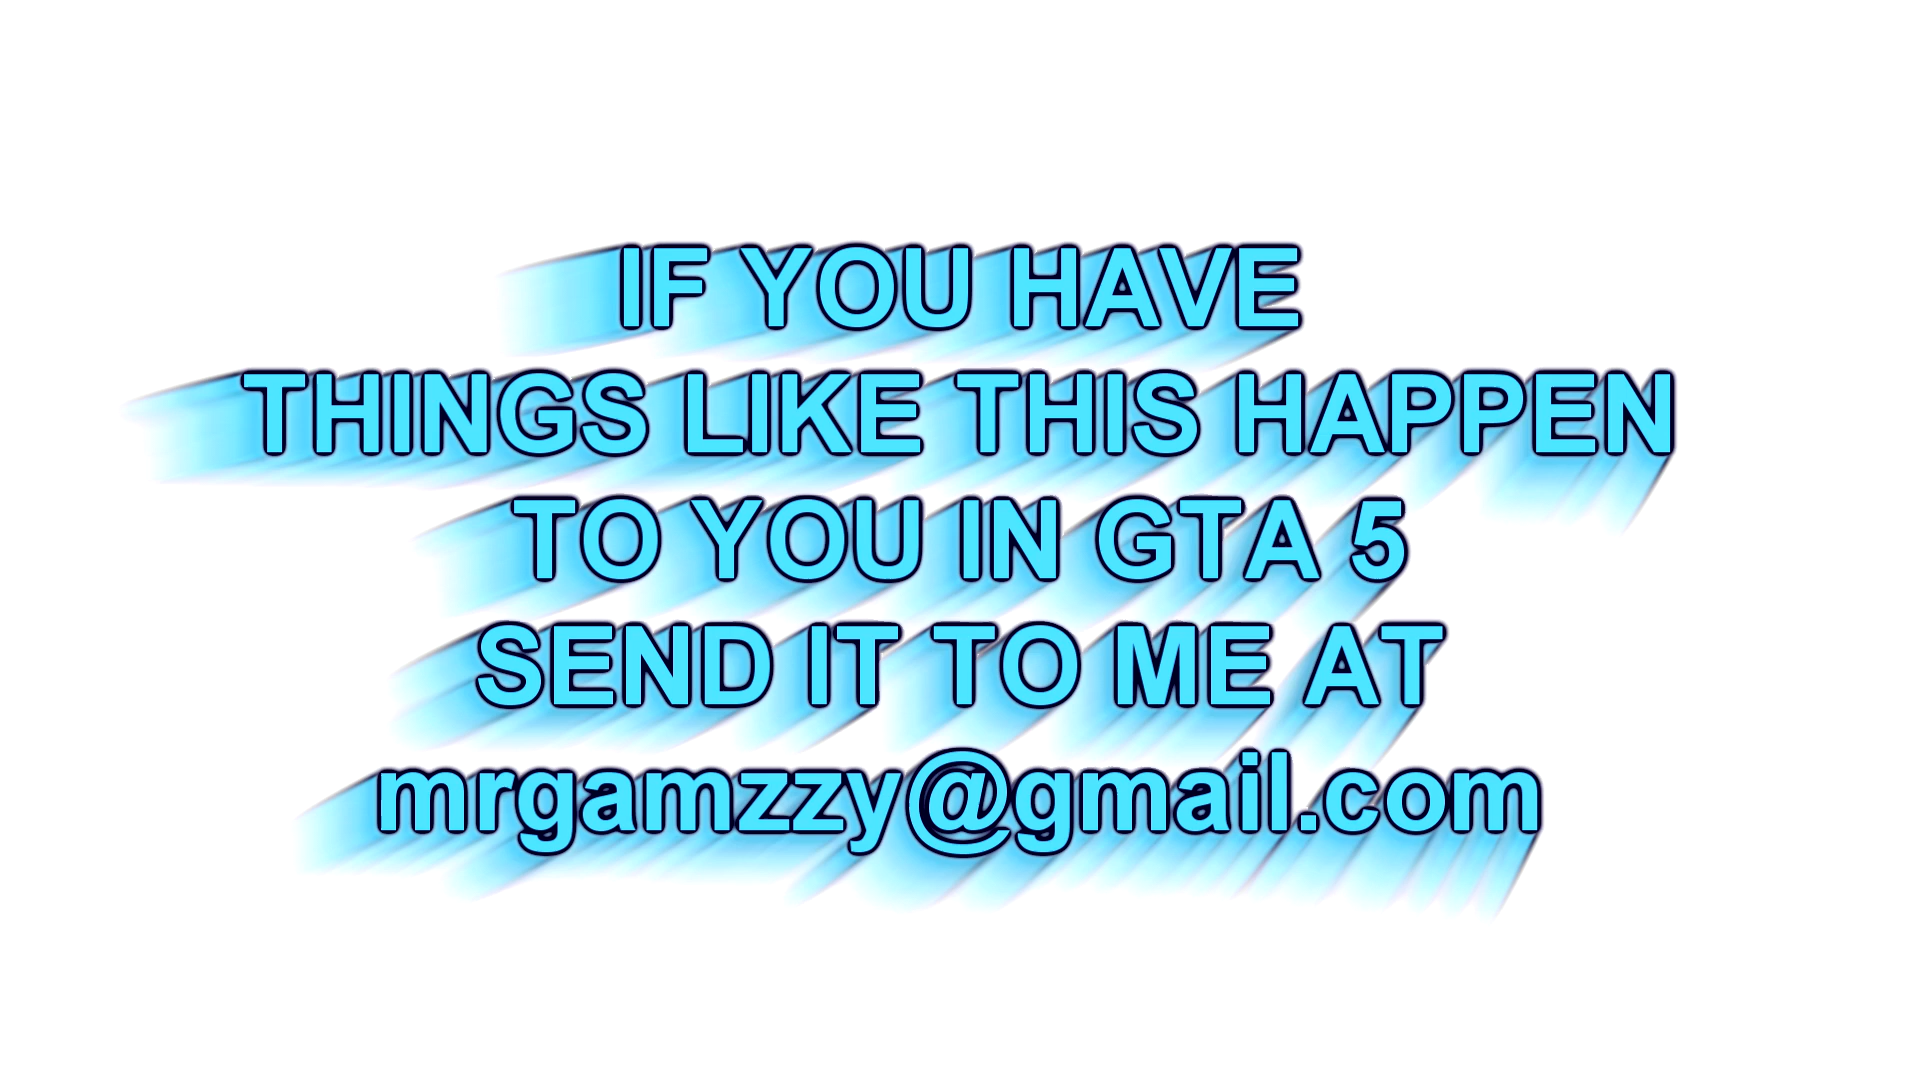 IF YOU HAVE
THINGS LIKE THIS HAPPEN
TO YOU IN GTA 5
SEND IT TO ME AT
mrgamzzy@gmail.com